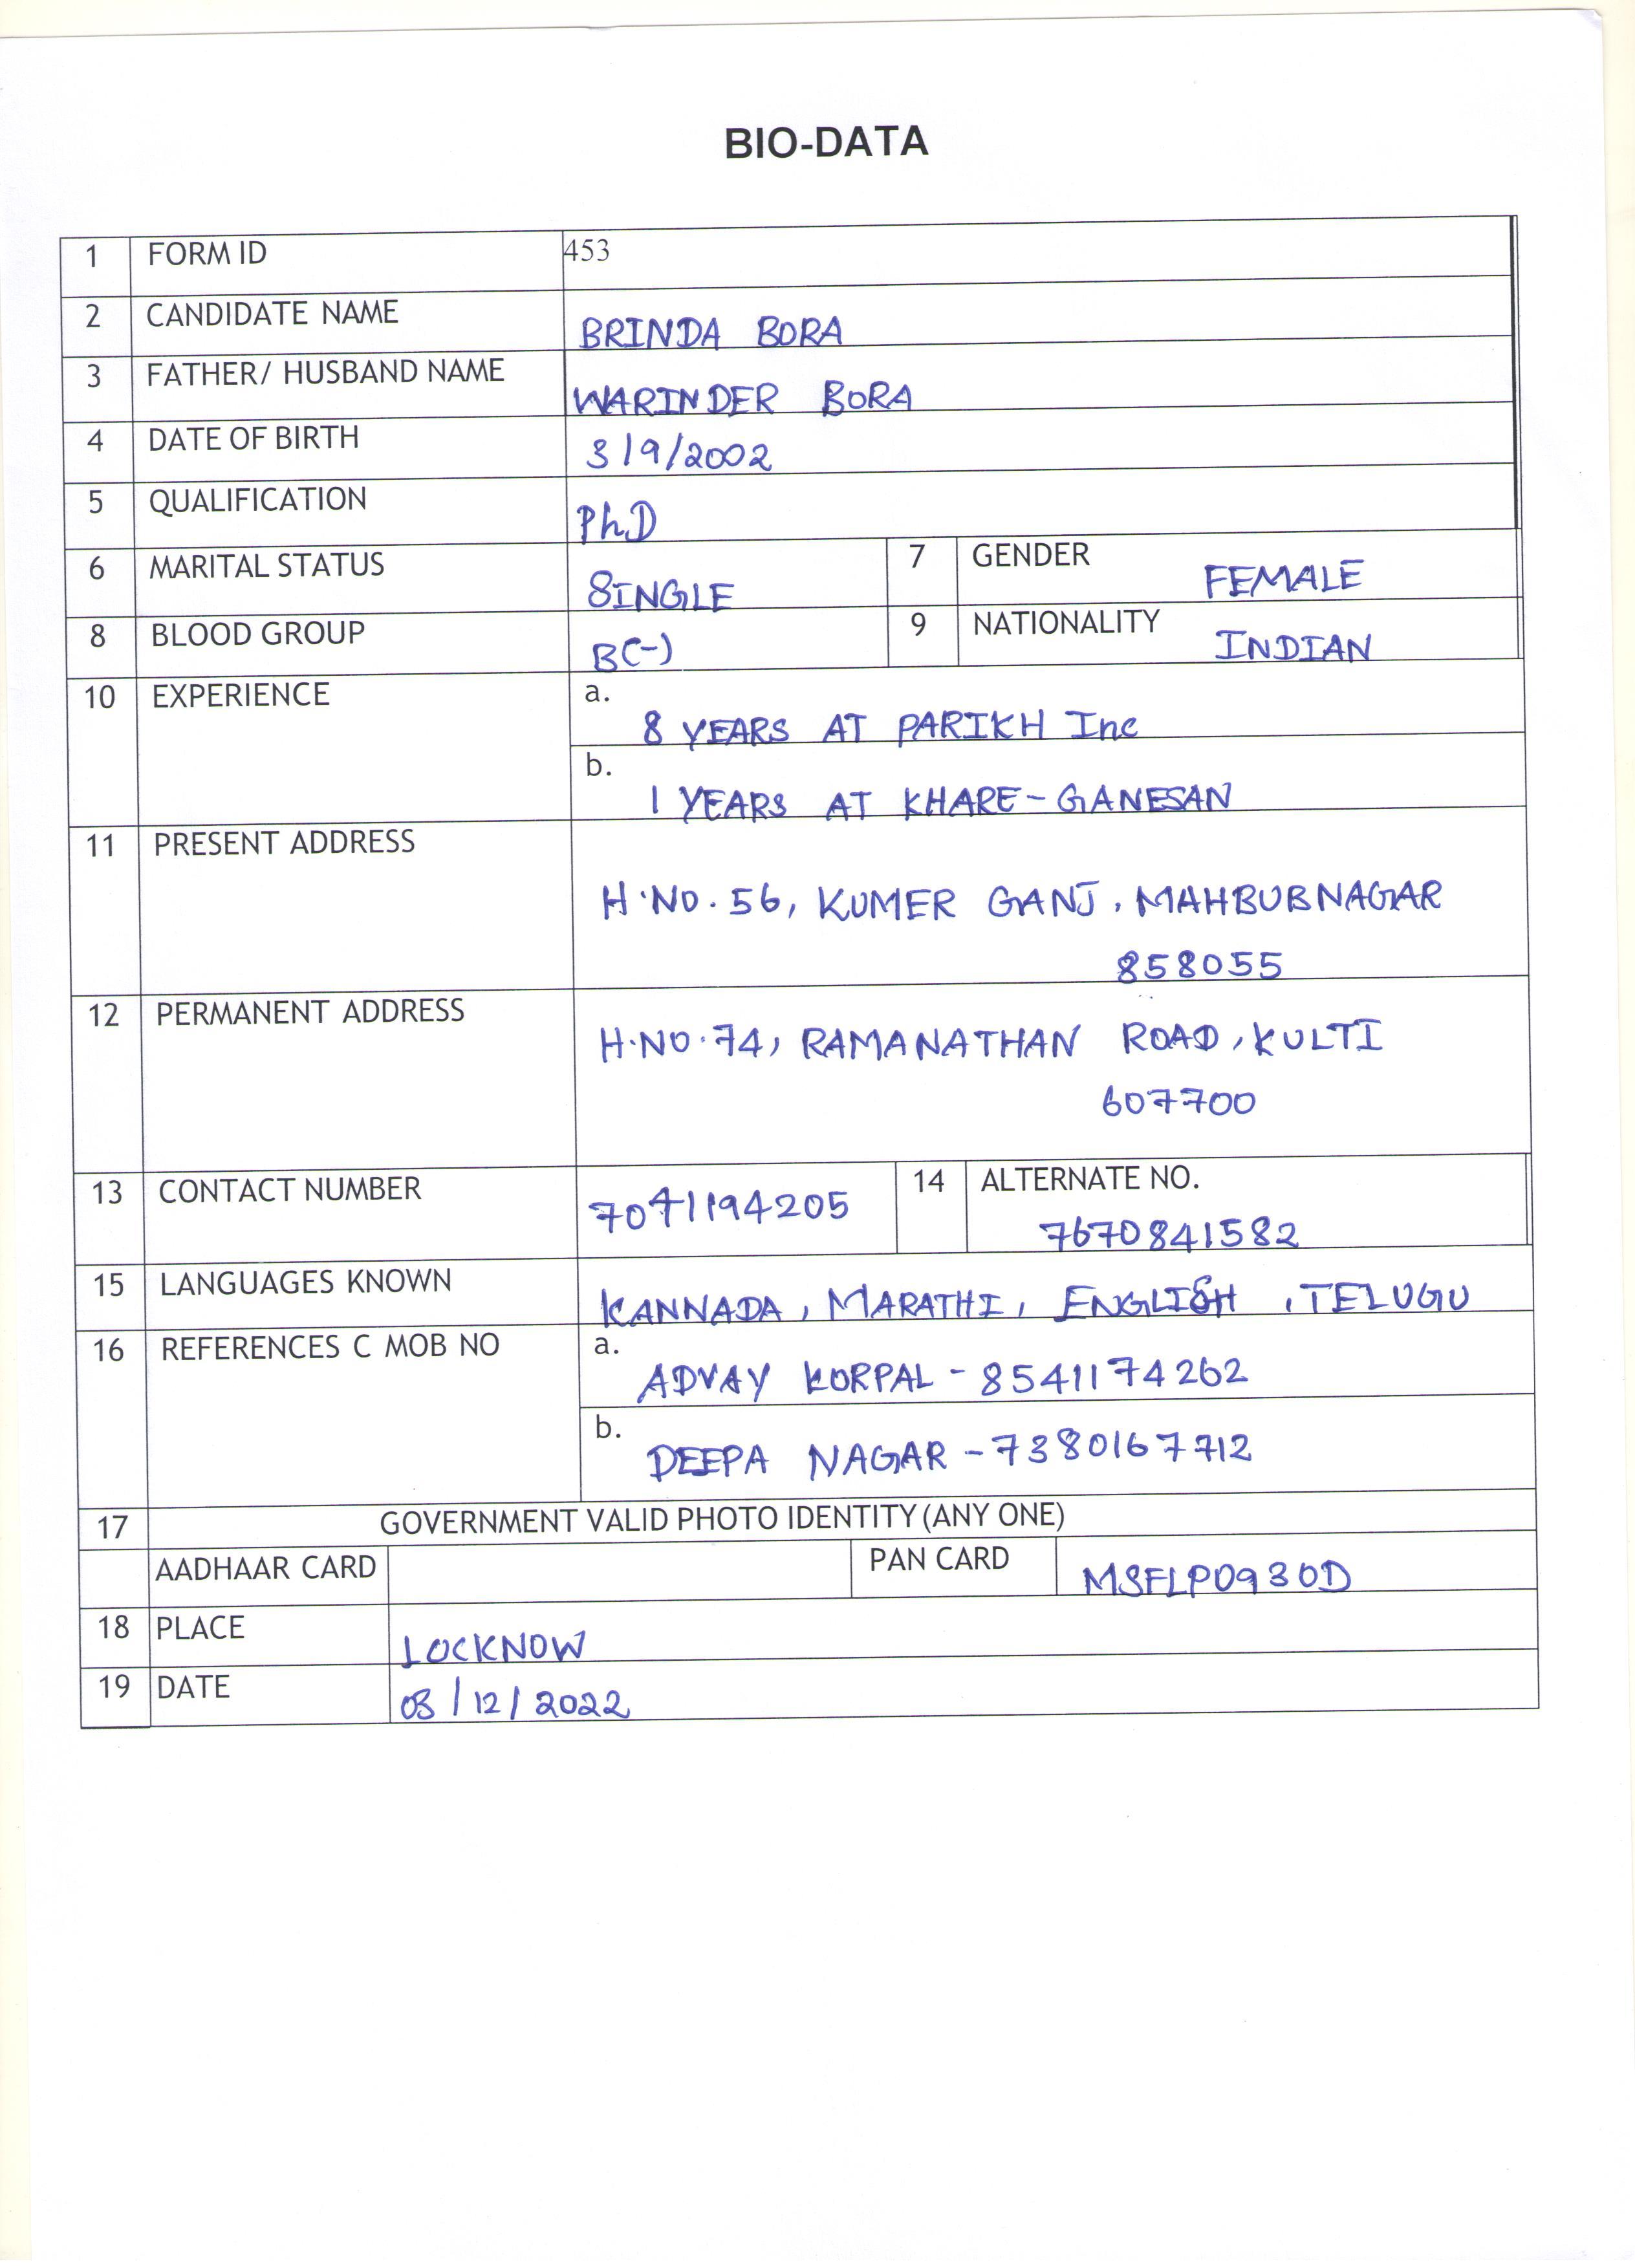 BIO-DATA
1 FORM ID 453
2 CANDIDATE NAME BRINDA BORA
3 FATHER/ HUSBAND NAME WARINDER BORA
4 DATE OF BIRTH 3/9/2002
5 QUALIFICATION PhD
6 MARITAL STATUS SINGLE 7 GENDER FEMALE
8 BLOOD GROUP B(-) 9 NATIONALITY INDIAN
10 EXPERIENCE a. 8 YEARS AT PARIKH Inc
b. 1 YEARS AT KHARE-GANESAN
11 PRESENT ADDRESS
H.NO. 56, KUMER GANJ, MAHBUBNAGAR
858055
12 PERMANENT ADDRESS
H.NO.74, RAMANATHAN ROAD, KULTI
607700
13 CONTACT NUMBER 7041194205 14 ALTERNATE NO. 7670841582
15 LANGUAGES KNOWN KANNADA, MARATHI, ENGLISH, TELUGU
16 REFERENCES C MOB NO a. ADVAY KORPAL - 8541174262
b. DEEPA NAGAR - 7380167712
17 GOVERNMENT VALID PHOTO IDENTITY (ANY ONE)
AADHAAR CARD PAN CARD MSFLP0930D
18 PLACE LOCKNOW
19 DATE 03/12/2022